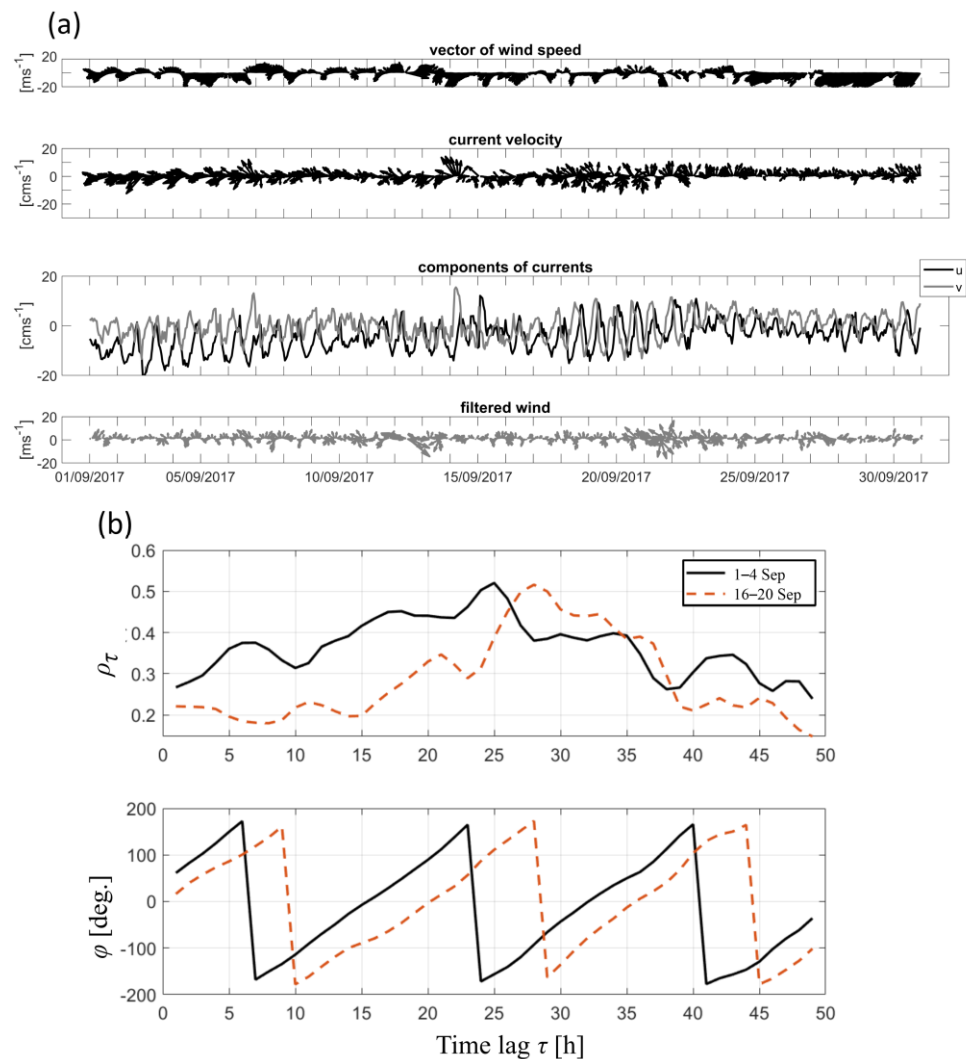 (a)
vector of wind speed
[ms-1]
20
-20
current velocity
[cms-1]
20
0
-20
components of currents
u
v
[cms-1]
20
0
-20
filtered wind
[ms-1]
20
0
-20
01/09/2017 05/09/2017 10/09/2017 15/09/2017 20/09/2017 25/09/2017 30/09/2017
(b)
ρτ
0.6
0.5
0.4
0.3
0.2
1–4 Sep
16–20 Sep
0 5 10 15 20 25 30 35 40 45 50
φ [deg.]
200
100
0
-100
-200
0 5 10 15 20 25 30 35 40 45 50
Time lag τ [h]